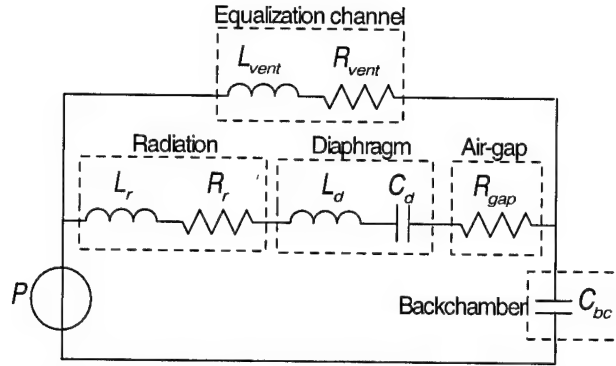 Equalization channel
L_vent R_vent
Radiation Diaphragm Air-gap
L_r R_r L_d C_d R_gap
P
Backchamber C_bc